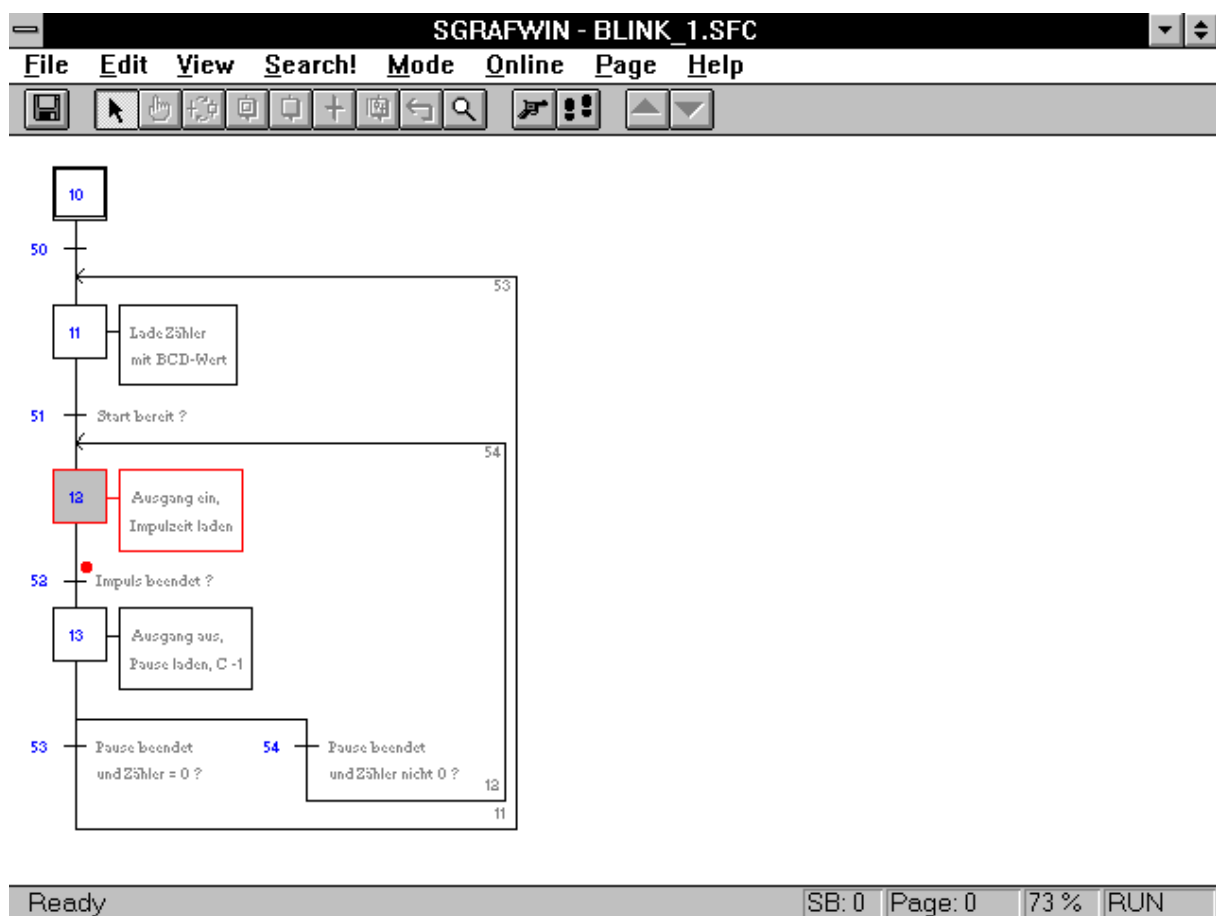 SGRAFWIN - BLINK_1.SFC
File Edit View Search! Mode Online Page Help
10
50
53
11
Lade Zähler
mit BCD-Wert
51 Start bereit ?
54
12
Ausgang ein,
Impulzeit laden
52 Impuls beendet ?
13
Ausgang aus,
Pause laden, C -1
53 Pause beendet
und Zähler = 0 ?
54 Pause beendet
und Zähler nicht 0 ?
12
11
Ready SB: 0 Page: 0 73 % RUN